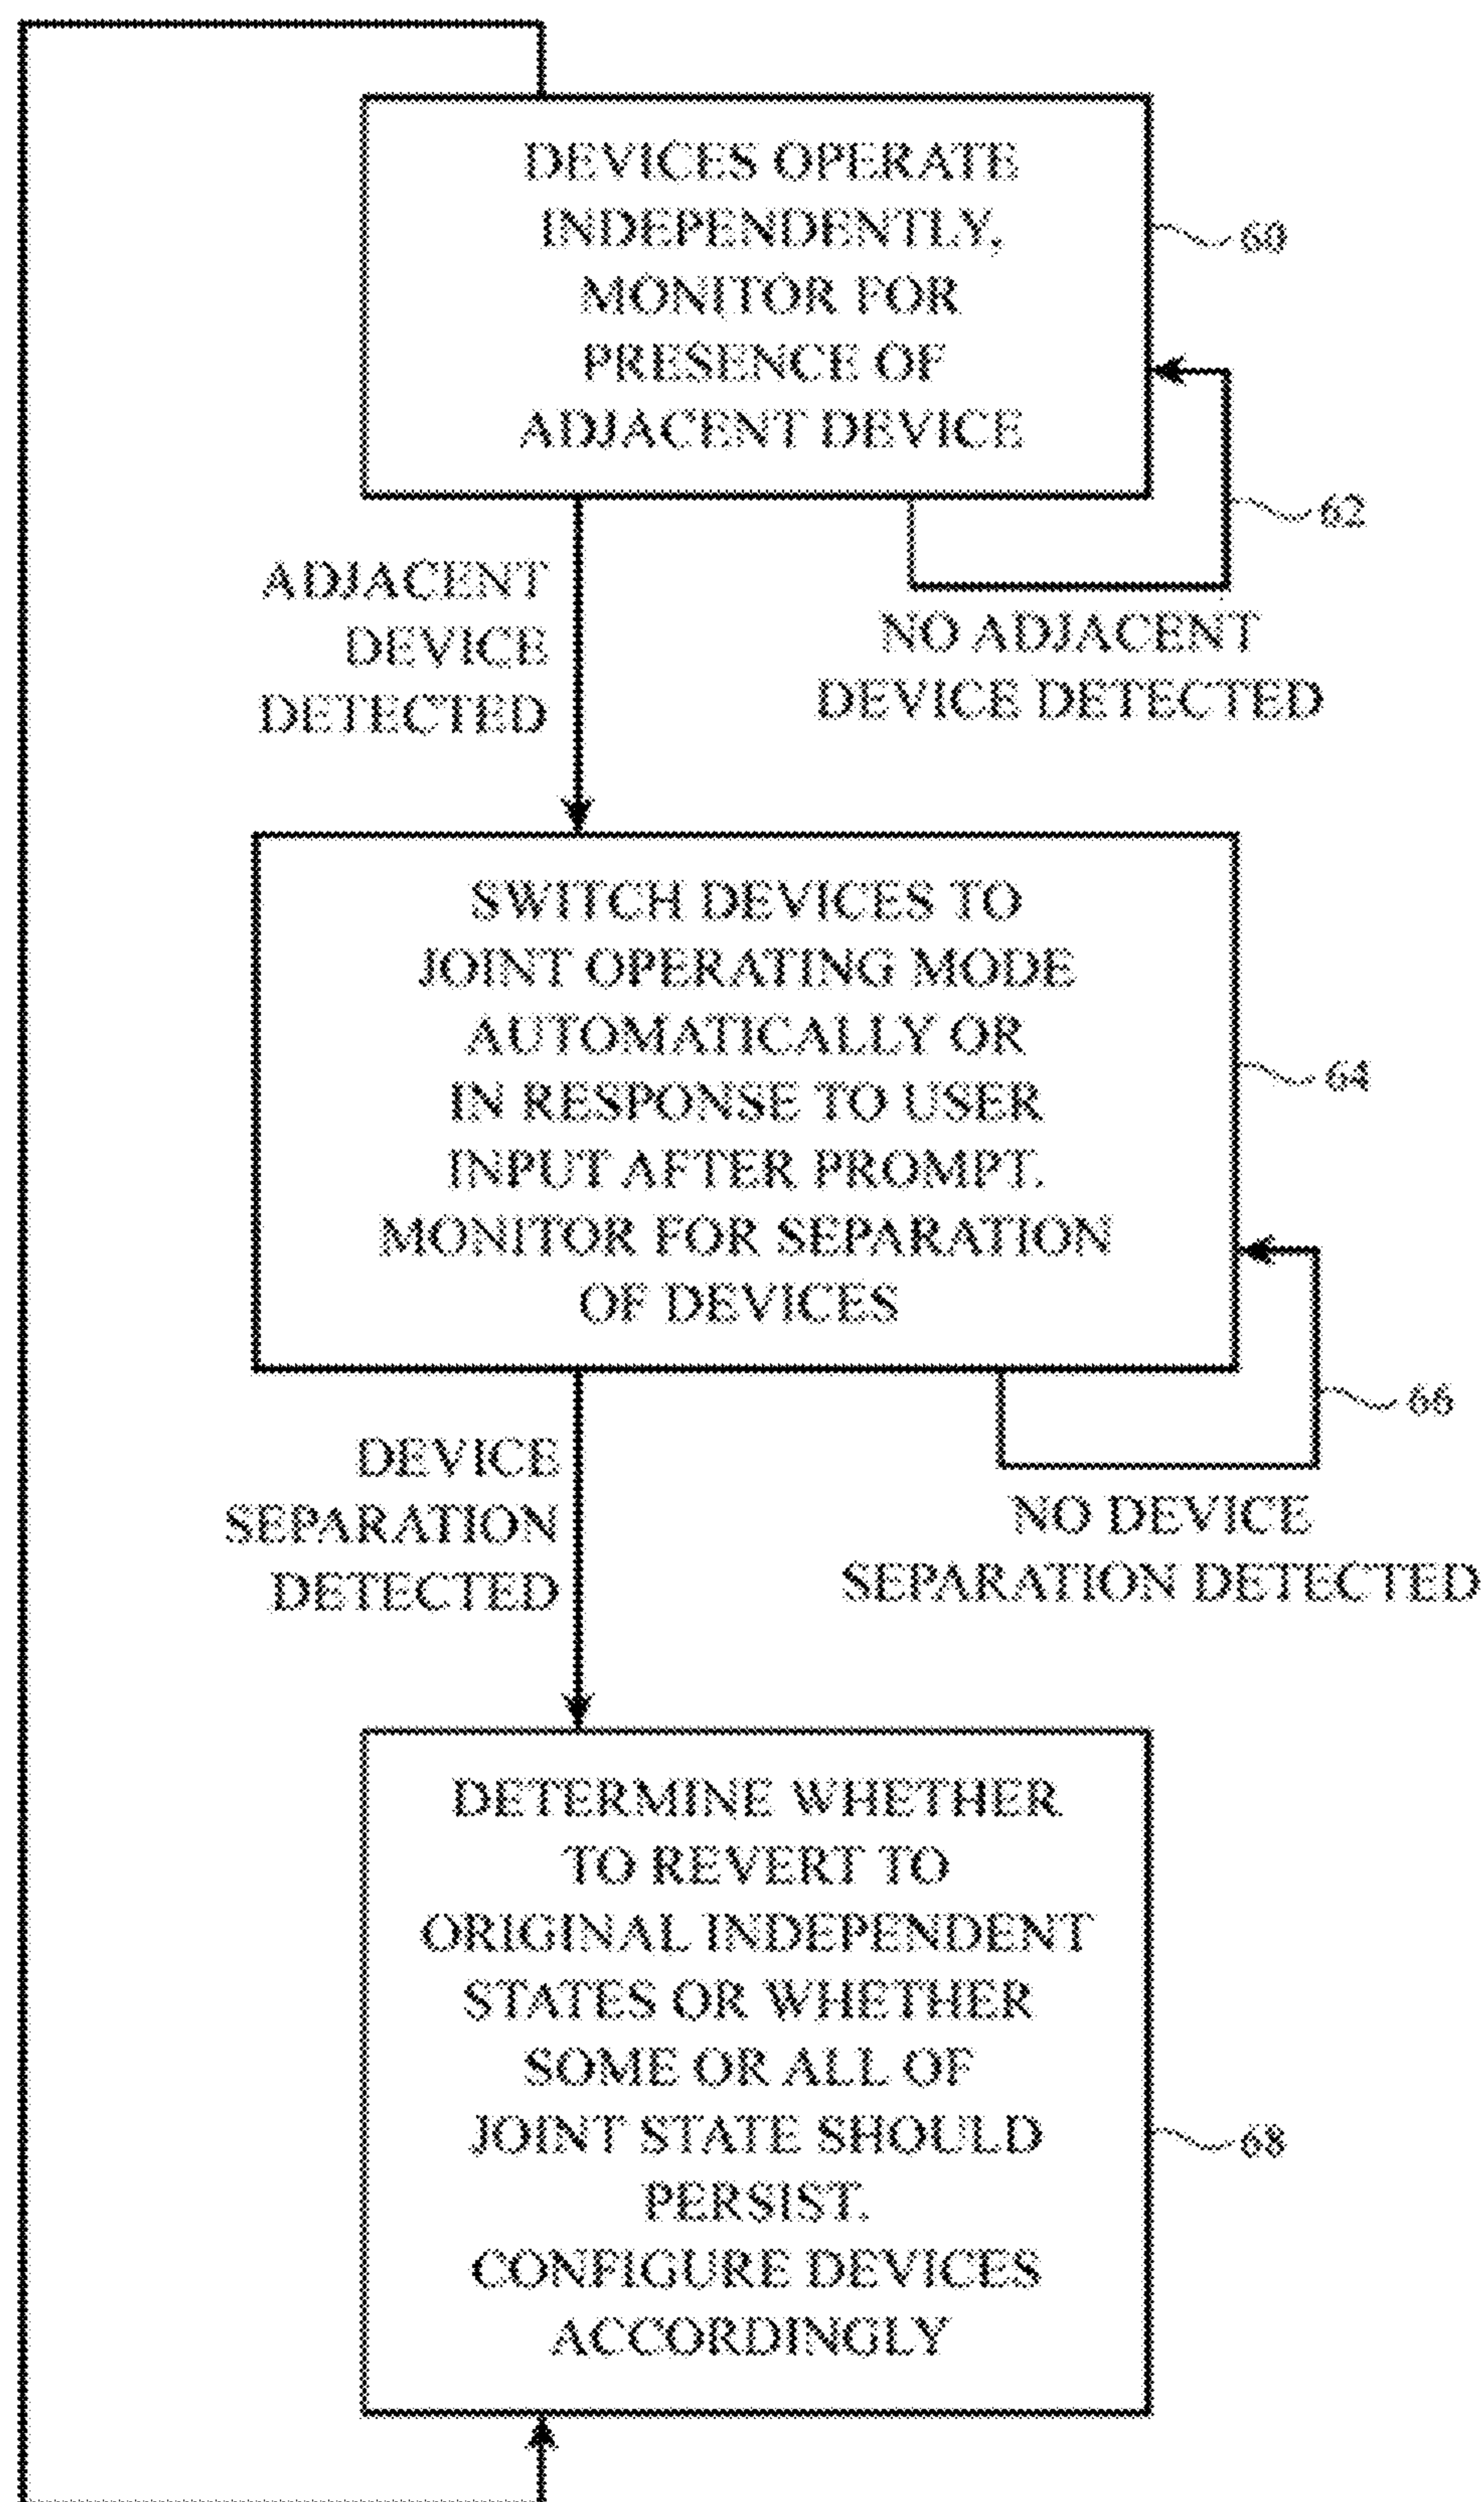 DEVICES OPERATE
INDEPENDENTLY,
MONITOR FOR
PRESENCE OF
ADJACENT DEVICE
60
62
ADJACENT
DEVICE
DETECTED
NO ADJACENT
DEVICE DETECTED
SWITCH DEVICES TO
JOINT OPERATING MODE
AUTOMATICALLY OR
IN RESPONSE TO USER
INPUT AFTER PROMPT.
MONITOR FOR SEPARATION
OF DEVICES
64
66
DEVICE
SEPARATION
DETECTED
NO DEVICE
SEPARATION DETECTED
DETERMINE WHETHER
TO REVERT TO
ORIGINAL INDEPENDENT
STATES OR WHETHER
SOME OR ALL OF
JOINT STATE SHOULD
PERSIST.
CONFIGURE DEVICES
ACCORDINGLY
68